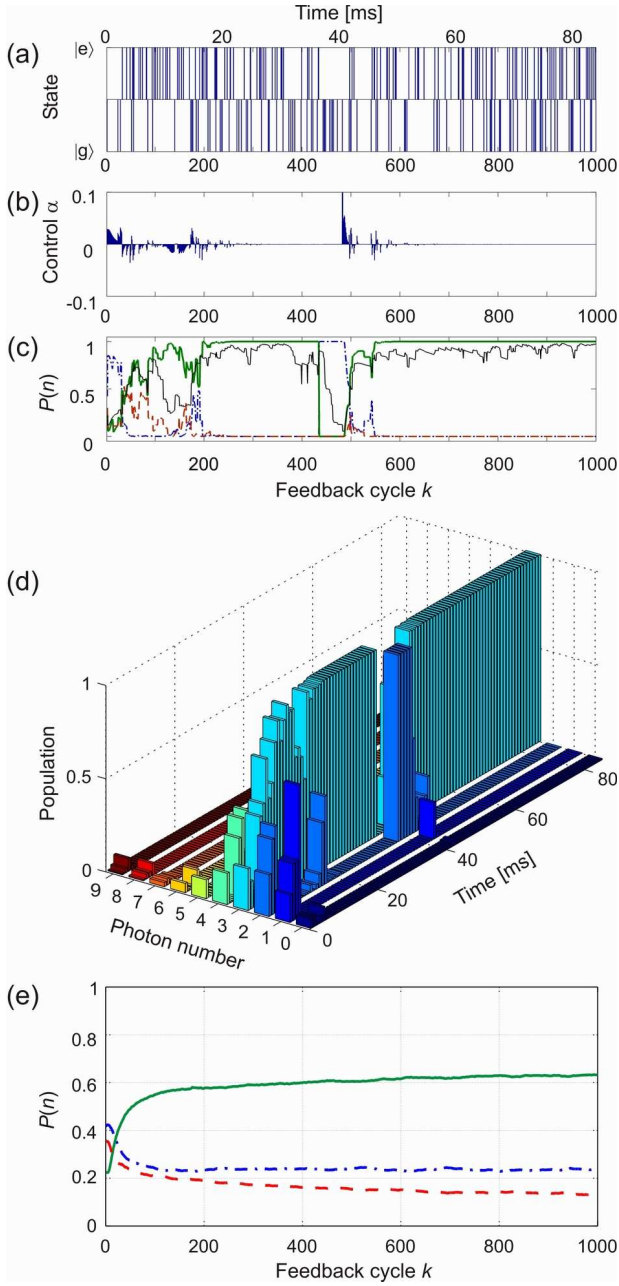 Time [ms]
0 20 40 60 80
(a)
|e⟩
State
|g⟩
0 200 400 600 800 1000
(b)
0.1
Control α
0
-0.1
0 200 400 600 800 1000
(c)
1
P(n)
0.5
0
0 200 400 600 800 1000
Feedback cycle k
(d)
1
Population
0.5
0
9 8 7 6 5 4 3 2 1 0
Photon number
0 20 40 60 80
Time [ms]
(e)
1
0.8
0.6
P(n)
0.4
0.2
0
0 200 400 600 800 1000
Feedback cycle k